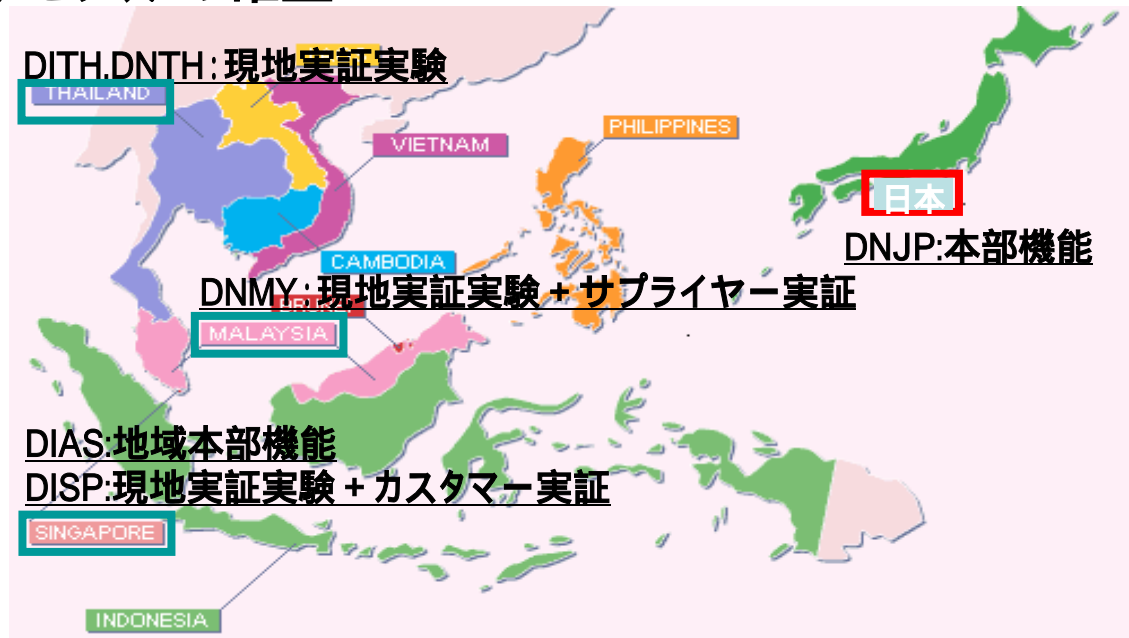 DITH.DNTH：現地実証実験
THAILAND
PHILIPPINES
VIETNAM
日本
DNJP:本部機能
CAMBODIA
DNMY：現地実証実験 + サプライヤー実証
MALAYSIA
DIAS:地域本部機能
DISP:現地実証実験 + カスタマー実証
SINGAPORE
INDONESIA